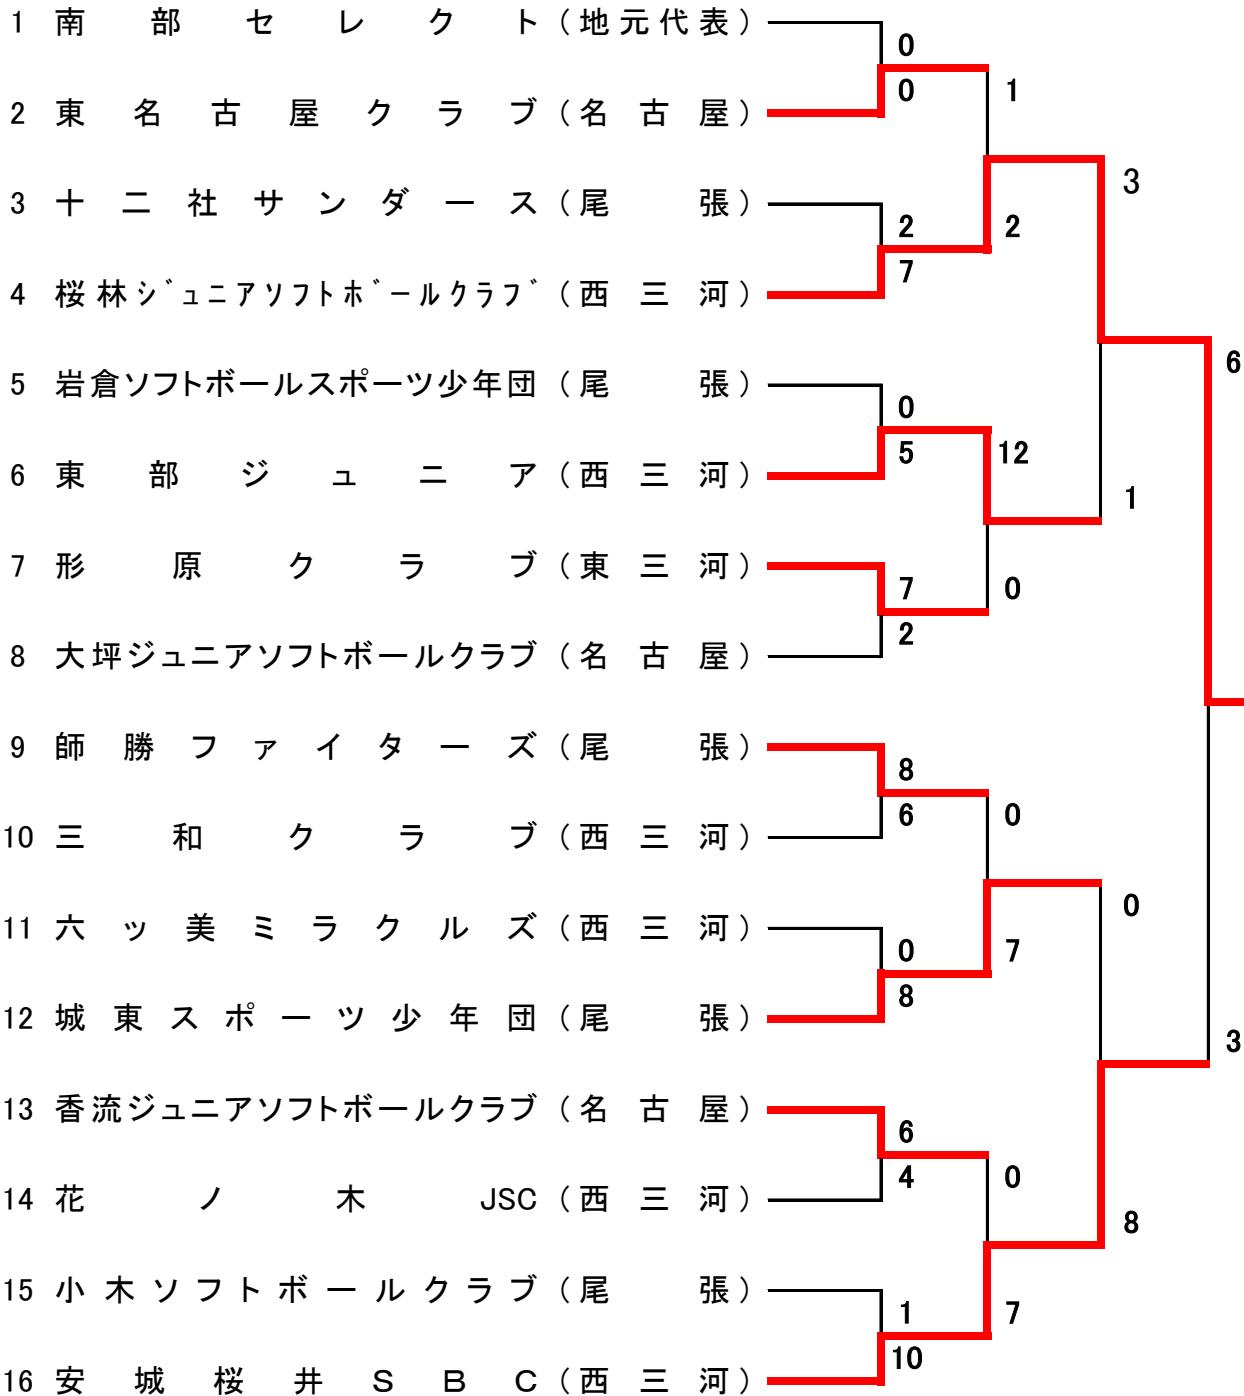 1 南部セレクト（地元代表）
0
0
1
2 東名古屋クラブ（名古屋）
3
3 十二社サンダース（尾張）
2
2
7
4 桜林ｼﾞｭﾆｱｿﾌﾄﾎﾞｰﾙｸﾗﾌﾞ（西三河）
6
5 岩倉ソフトボールスポーツ少年団（尾張）
0
5
12
6 東部ジュニア（西三河）
1
7 形原クラブ（東三河）
7
0
2
8 大坪ジュニアソフトボールクラブ（名古屋）
9 師勝ファイターズ（尾張）
8
6
0
10 三和クラブ（西三河）
0
11 六ッ美ミラクルズ（西三河）
0
7
8
12 城東スポーツ少年団（尾張）
3
13 香流ジュニアソフトボールクラブ（名古屋）
6
4
0
14 花ノ木JSC（西三河）
8
15 小木ソフトボールクラブ（尾張）
1
7
10
16 安城桜井ＳＢＣ（西三河）